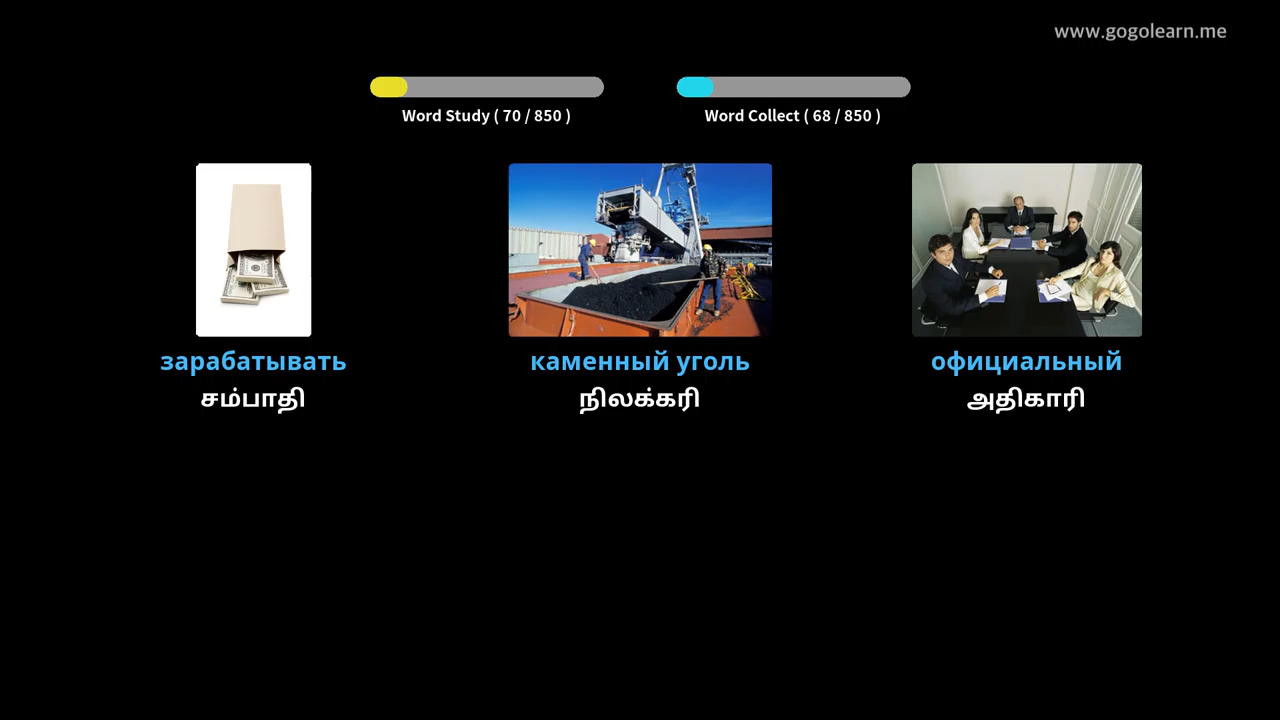 www.gogolearn.me
Word Study ( 70 / 850 )
Word Collect ( 68 / 850 )
зарабатывать
சம்பாதி
каменный уголь
நிலக்கரி
официальный
அதிகாரி